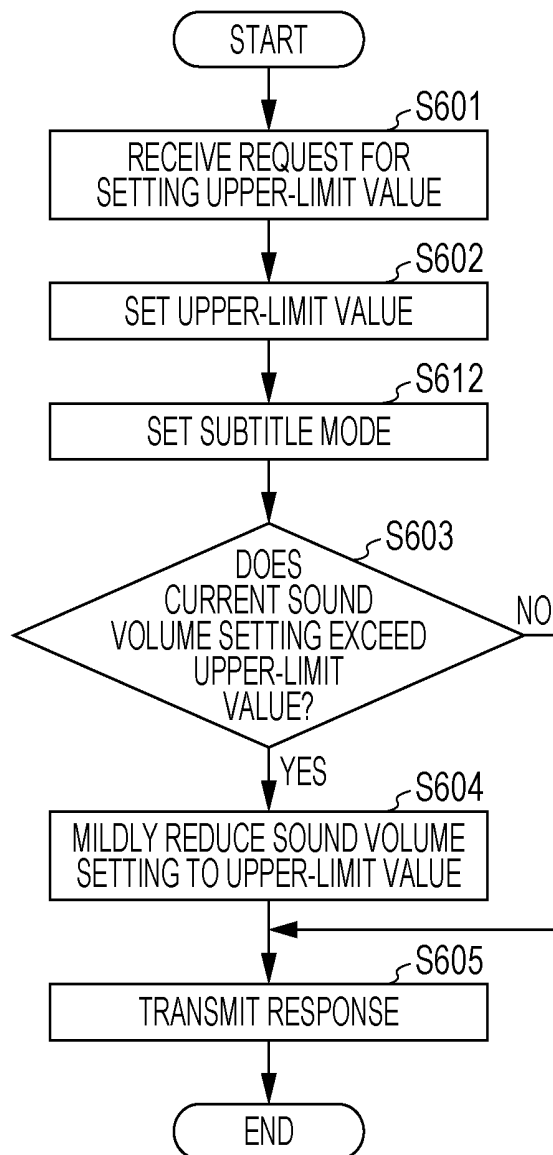 START
S601
RECEIVE REQUEST FOR
SETTING UPPER-LIMIT VALUE
S602
SET UPPER-LIMIT VALUE
S612
SET SUBTITLE MODE
S603
DOES
CURRENT SOUND
VOLUME SETTING EXCEED
UPPER-LIMIT
VALUE?
NO
YES
S604
MILDLY REDUCE SOUND VOLUME
SETTING TO UPPER-LIMIT VALUE
S605
TRANSMIT RESPONSE
END